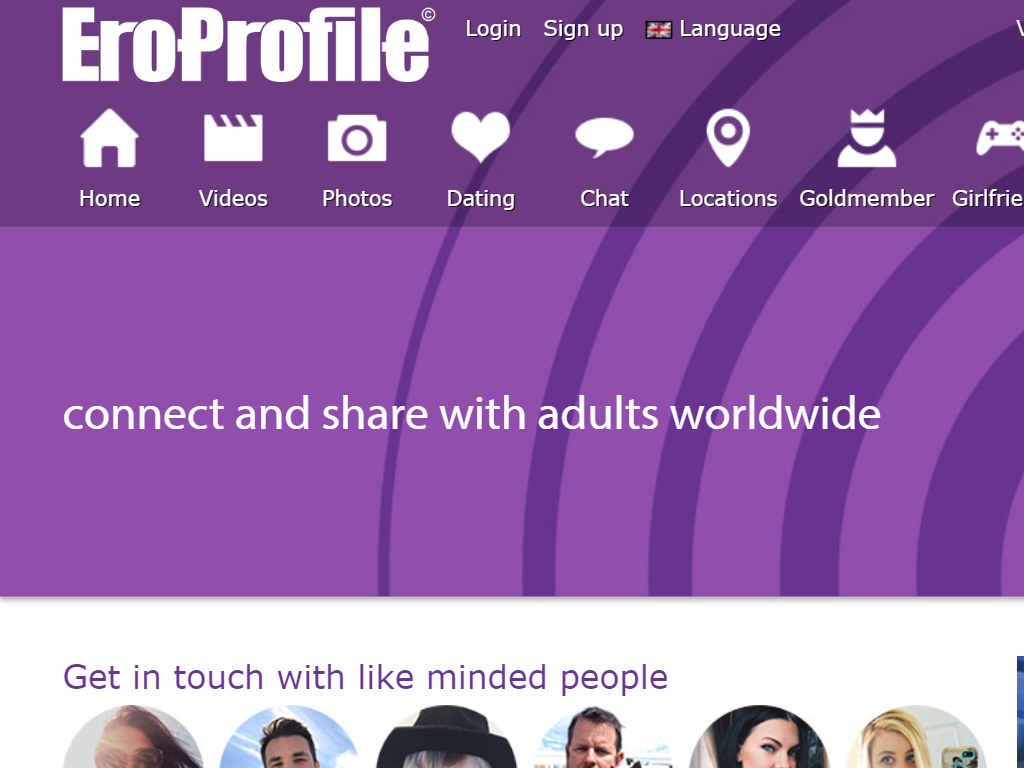 EroProfile©
Login Sign up Language
Home Videos Photos Dating Chat Locations Goldmember Girlfrie
connect and share with adults worldwide
Get in touch with like minded people